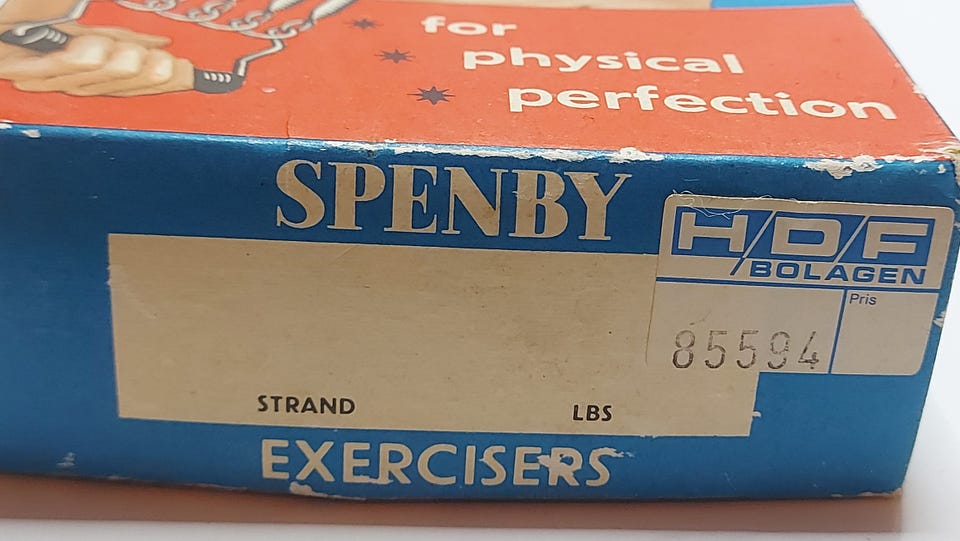 for
physical
perfection
SPENBY
H/D/F
/BOLAGEN
Pris
85594
STRAND LBS
EXERCISERS